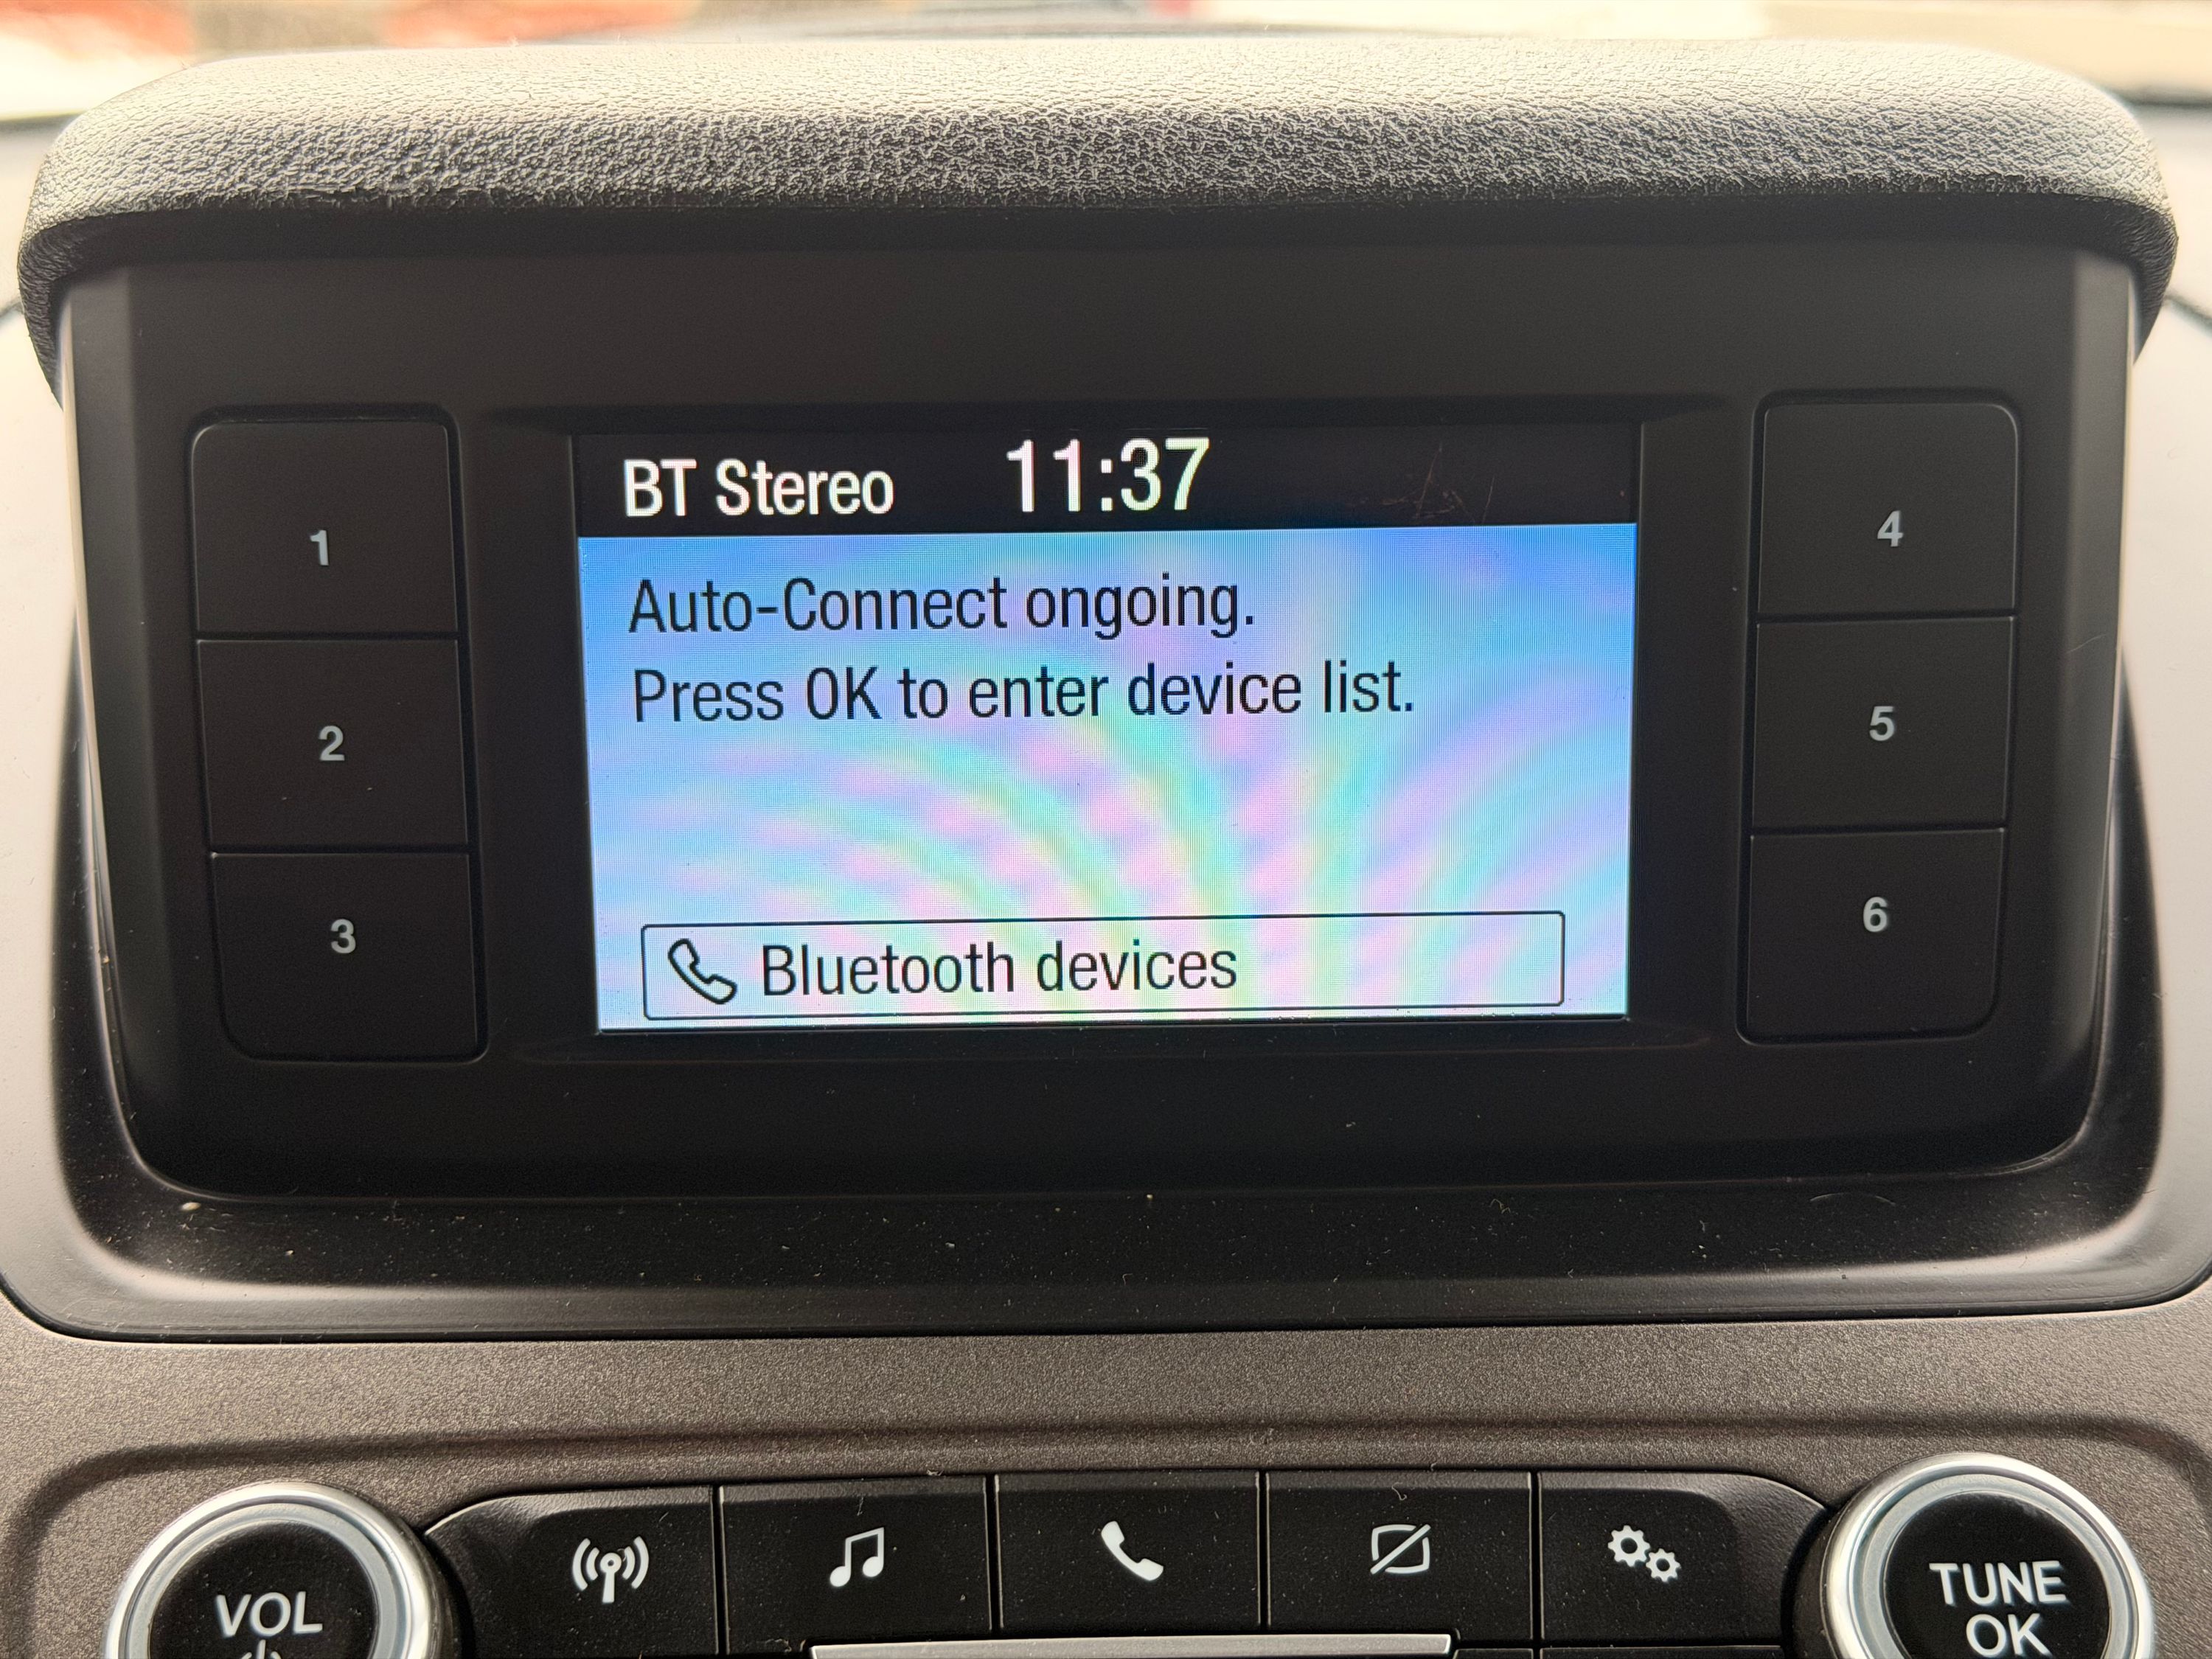 BT Stereo 11:37
Auto-Connect ongoing.
Press OK to enter device list.
Bluetooth devices
1
2
3
4
5
6
VOL
TUNE
OK